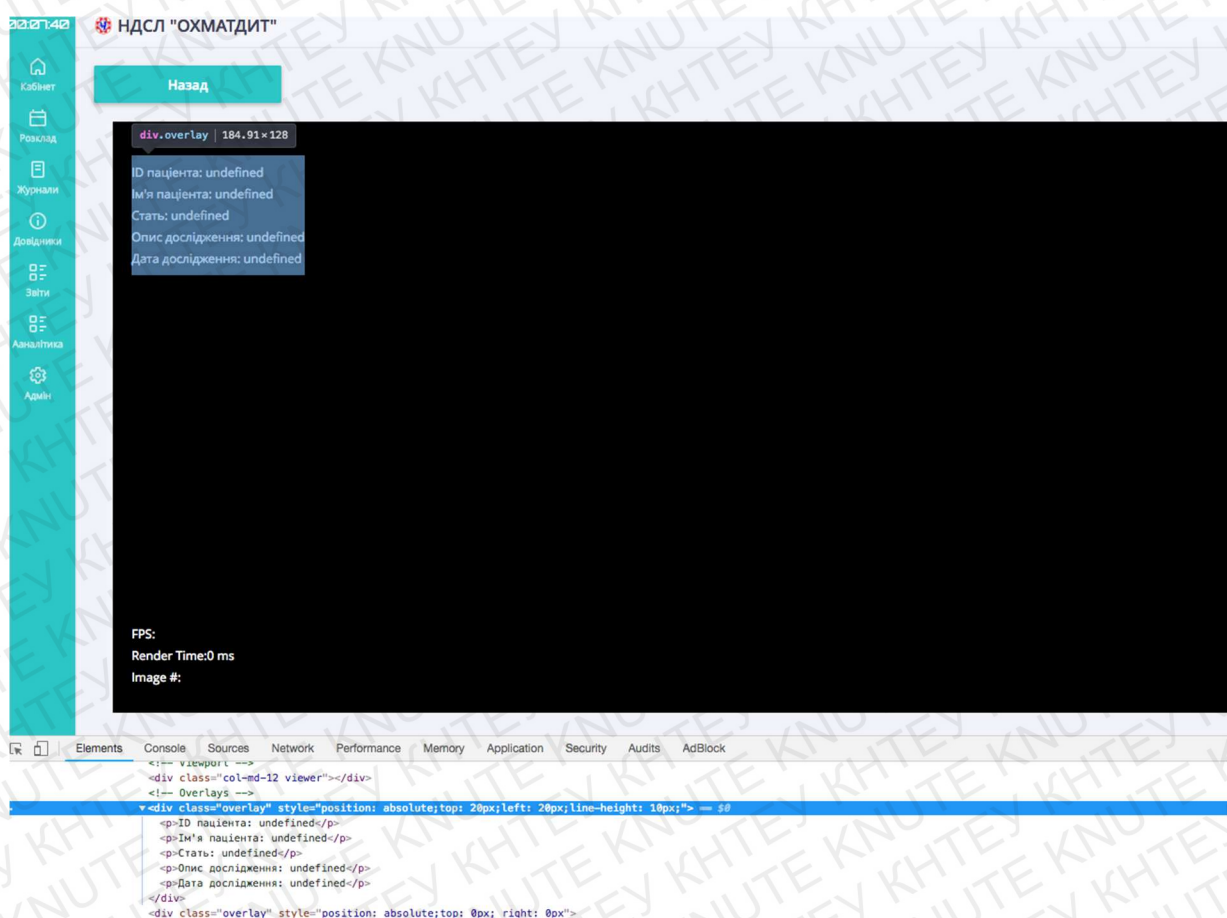 00:07:40
НДСЛ "ОХМАТДИТ"
Кабінет
Розклад
Журнали
Довідники
Звіти
Ааналітика
Адмін
Назад
div.overlay | 184.91×128
ID пацієнта: undefined
Ім'я пацієнта: undefined
Стать: undefined
Опис дослідження: undefined
Дата дослідження: undefined
FPS:
Render Time:0 ms
Image #:
Elements Console Sources Network Performance Memory Application Security Audits AdBlock
<!-- Viewport -->
<div class="col-md-12 viewer"></div>
<!-- Overlays -->
▼<div class="overlay" style="position: absolute;top: 20px;left: 20px;line-height: 10px;"> == $0
<p>ID пацієнта: undefined</p>
<p>Ім'я пацієнта: undefined</p>
<p>Стать: undefined</p>
<p>Опис дослідження: undefined</p>
<p>Дата дослідження: undefined</p>
</div>
<div class="overlay" style="position: absolute;top: 0px; right: 0px">